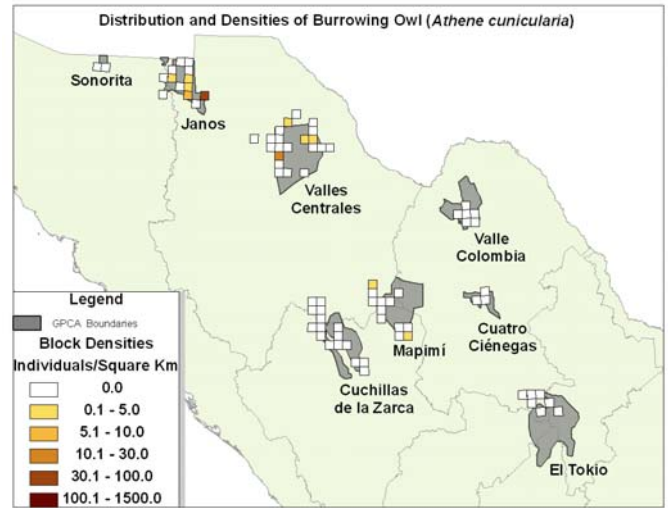 Distribution and Densities of Burrowing Owl (Athene cunicularia)
Sonorita
Janos
Valles
Centrales
Valle
Colombia
Cuatro
Ciénegas
Mapimí
Cuchillas
de la Zarca
El Tokio
Legend
GPCA Boundaries
Block Densities
Individuals/Square Km
0.0
0.1 - 5.0
5.1 - 10.0
10.1 - 30.0
30.1 - 100.0
100.1 - 1500.0